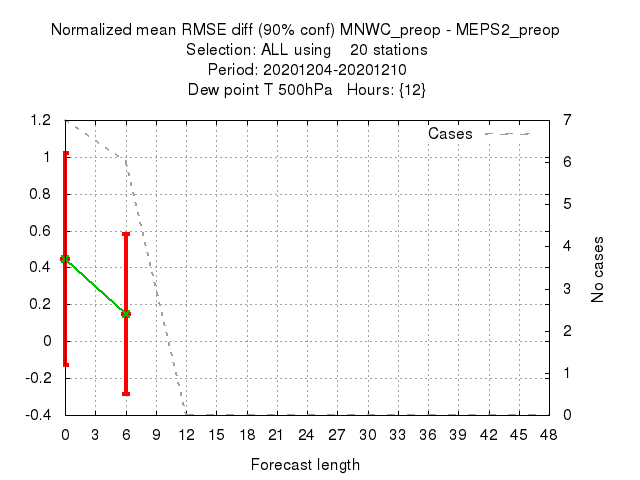 Normalized mean RMSE diff (90% conf) MNWC_preop - MEPS2_preop
Selection: ALL using 20 stations
Period: 20201204-20201210
Dew point T 500hPa Hours: {12}
Cases
1.2
1
0.8
0.6
0.4
0.2
0
-0.2
-0.4
7
6
5
4
3
2
1
0
No cases
0 3 6 9 12 15 18 21 24 27 30 33 36 39 42 45 48
Forecast length